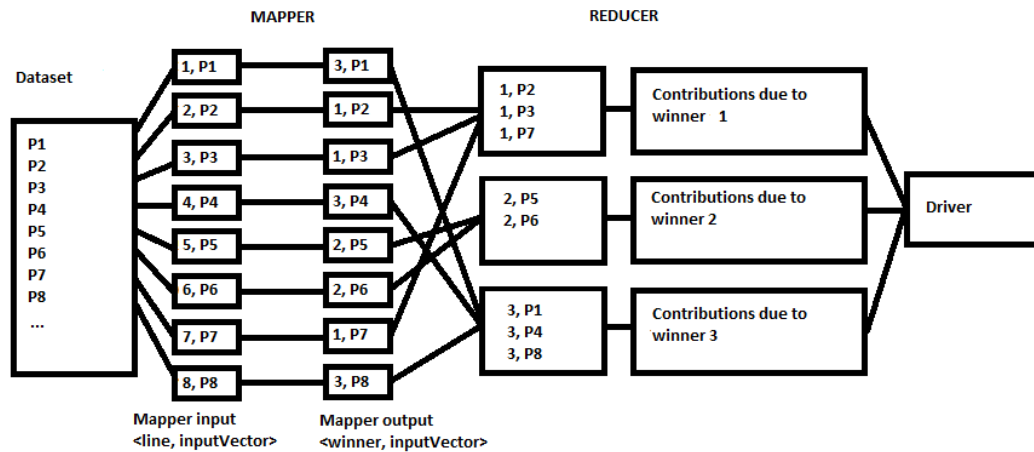 MAPPER
REDUCER
Dataset
P1
P2
P3
P4
P5
P6
P7
P8
...
1, P1
2, P2
3, P3
4, P4
5, P5
6, P6
7, P7
8, P8
Mapper input
<line, inputVector>
3, P1
1, P2
1, P3
3, P4
2, P5
2, P6
1, P7
3, P8
Mapper output
<winner, inputVector>
1, P2
1, P3
1, P7
2, P5
2, P6
3, P1
3, P4
3, P8
Contributions due to
winner 1
Contributions due to
winner 2
Contributions due to
winner 3
Driver